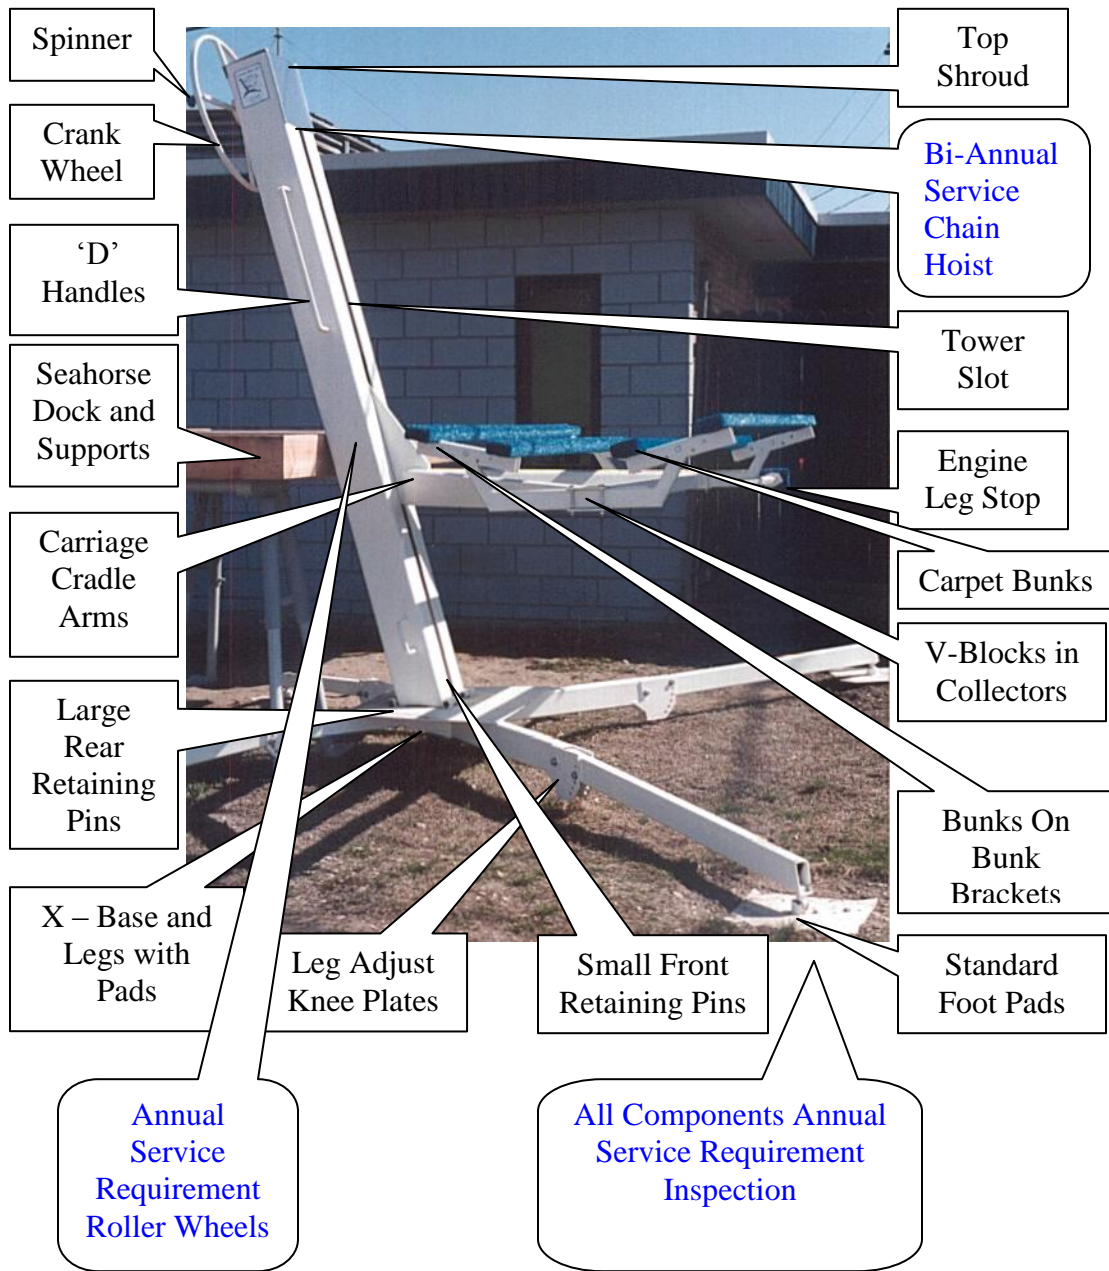 Spinner
Crank
Wheel
‘D’
Handles
Seahorse
Dock and
Supports
Carriage
Cradle
Arms
Large
Rear
Retaining
Pins
X – Base and
Legs with
Pads
Leg Adjust
Knee Plates
Small Front
Retaining Pins
Top
Shroud
Bi-Annual
Service
Chain
Hoist
Tower
Slot
Engine
Leg Stop
Carpet Bunks
V-Blocks in
Collectors
Bunks On
Bunk
Brackets
Standard
Foot Pads
Annual
Service
Requirement
Roller Wheels
All Components Annual
Service Requirement
Inspection